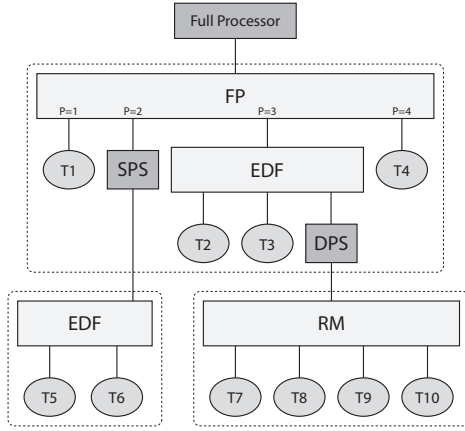 Full Processor
FP
P=1 P=2 P=3 P=4
T1 SPS EDF T4
T2 T3 DPS
EDF RM
T5 T6 T7 T8 T9 T10